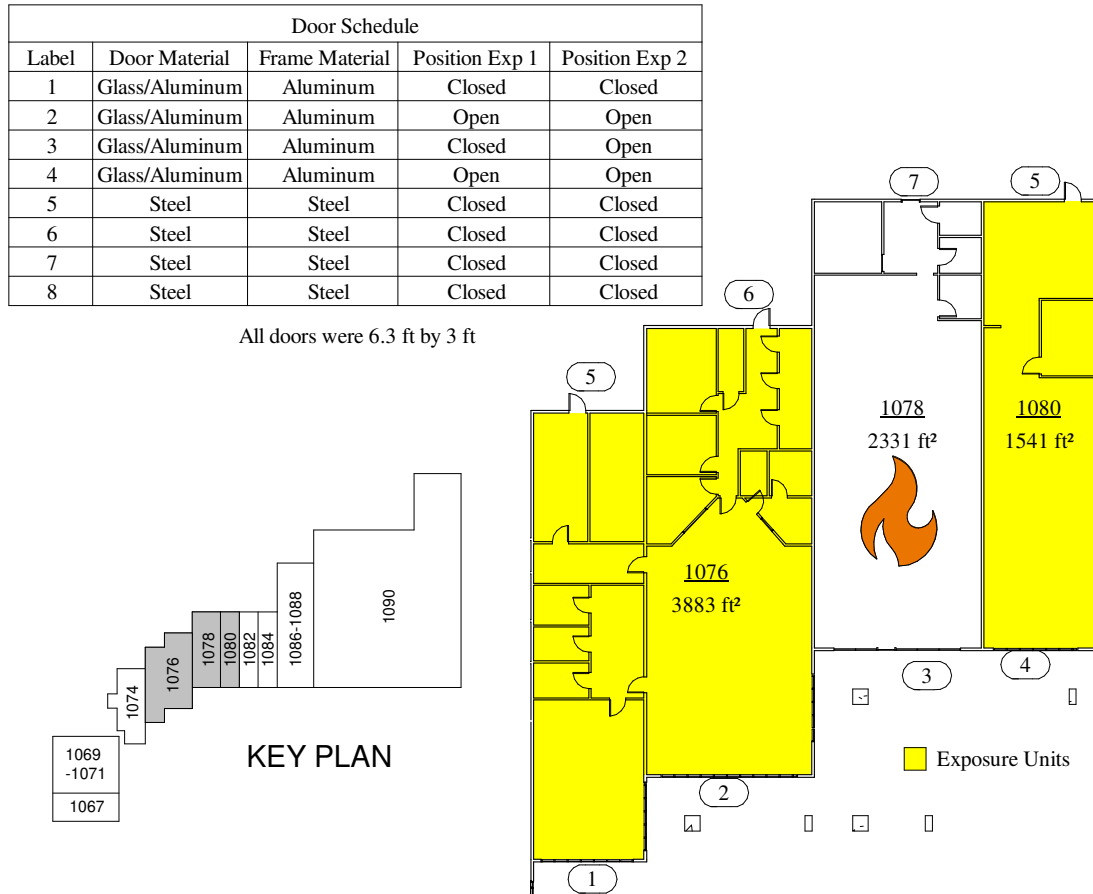 Door Schedule
Label Door Material Frame Material Position Exp 1 Position Exp 2
1 Glass/Aluminum Aluminum Closed Closed
2 Glass/Aluminum Aluminum Open Open
3 Glass/Aluminum Aluminum Closed Open
4 Glass/Aluminum Aluminum Open Open
5 Steel Steel Closed Closed
6 Steel Steel Closed Closed
7 Steel Steel Closed Closed
8 Steel Steel Closed Closed
All doors were 6.3 ft by 3 ft
7
5
6
5
1078
2331 ft²
1080
1541 ft²
1076
3883 ft²
3
4
2
1
Exposure Units
1090
1086-1088
1084
1082
1080
1078
1076
1074
1069
-1071
1067
KEY PLAN